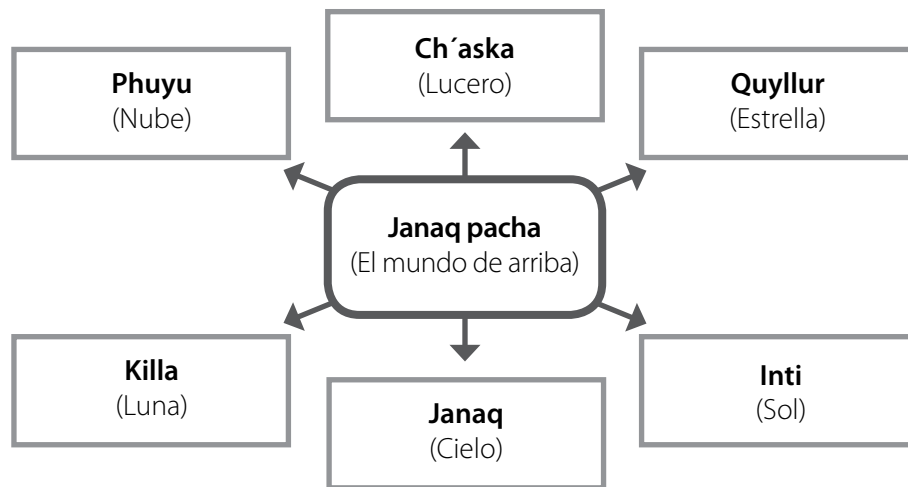 Ch´aska
(Lucero)
Phuyu
(Nube)
Quyllur
(Estrella)
Janaq pacha
(El mundo de arriba)
Killa
(Luna)
Janaq
(Cielo)
Inti
(Sol)